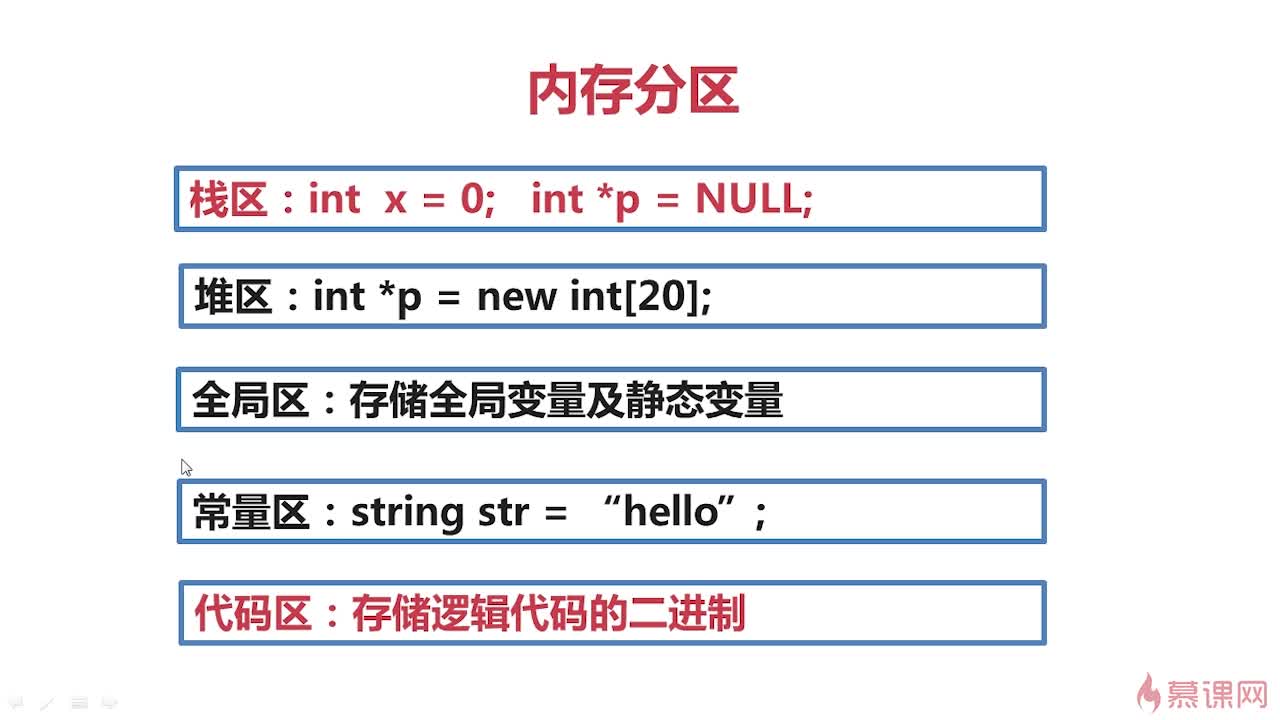 内存分区
栈区：int  x = 0;   int *p = NULL;
堆区：int *p = new int[20];
全局区：存储全局变量及静态变量
常量区：string str = “hello”;
代码区：存储逻辑代码的二进制
慕课网